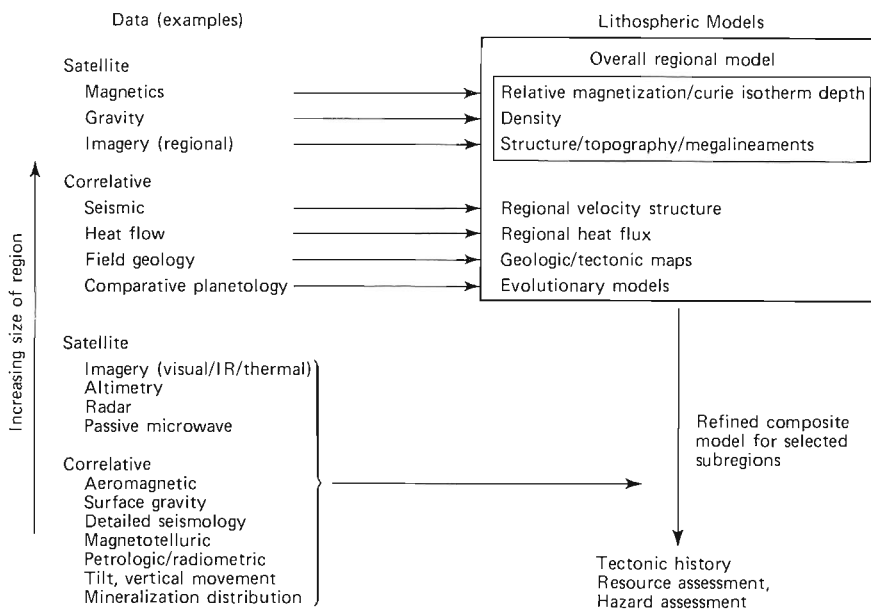 Data (examples)
Lithospheric Models
Overall regional model
Satellite
Magnetics
Relative magnetization/curie isotherm depth
Gravity
Density
Imagery (regional)
Structure/topography/megalineaments
Correlative
Seismic
Regional velocity structure
Heat flow
Regional heat flux
Field geology
Geologic/tectonic maps
Comparative planetology
Evolutionary models
Increasing size of region
Satellite
Imagery (visual/IR/thermal)
Altimetry
Radar
Passive microwave
Refined composite
model for selected
subregions
Correlative
Aeromagnetic
Surface gravity
Detailed seismology
Magnetotelluric
Petrologic/radiometric
Tilt, vertical movement
Mineralization distribution
Tectonic history
Resource assessment,
Hazard assessment